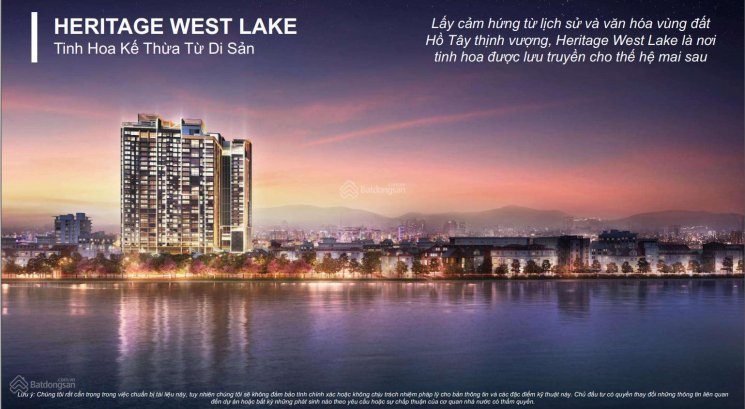 HERITAGE WEST LAKE
Tinh Hoa Kế Thừa Từ Di Sản
Lấy cảm hứng từ lịch sử và văn hóa vùng đất
Hồ Tây thịnh vượng, Heritage West Lake là nơi
tinh hoa được lưu truyền cho thế hệ mai sau
.com.vn
Batdongsan
.com.vn
Batdongsan
Lưu ý: Chúng tôi rất cẩn trọng trong việc chuẩn bị tài liệu này, tuy nhiên chúng tôi sẽ không đảm bảo tính chính xác hoặc không chịu trách nhiệm pháp lý cho bản thông tin và các đặc điểm kỹ thuật này. Chủ đầu tư có quyền thay đổi những thông tin liên quan
đến dự án hoặc bất kỳ những phát sinh nào theo yêu cầu hoặc sự chấp thuận của cơ quan nhà nước có thẩm quyền.